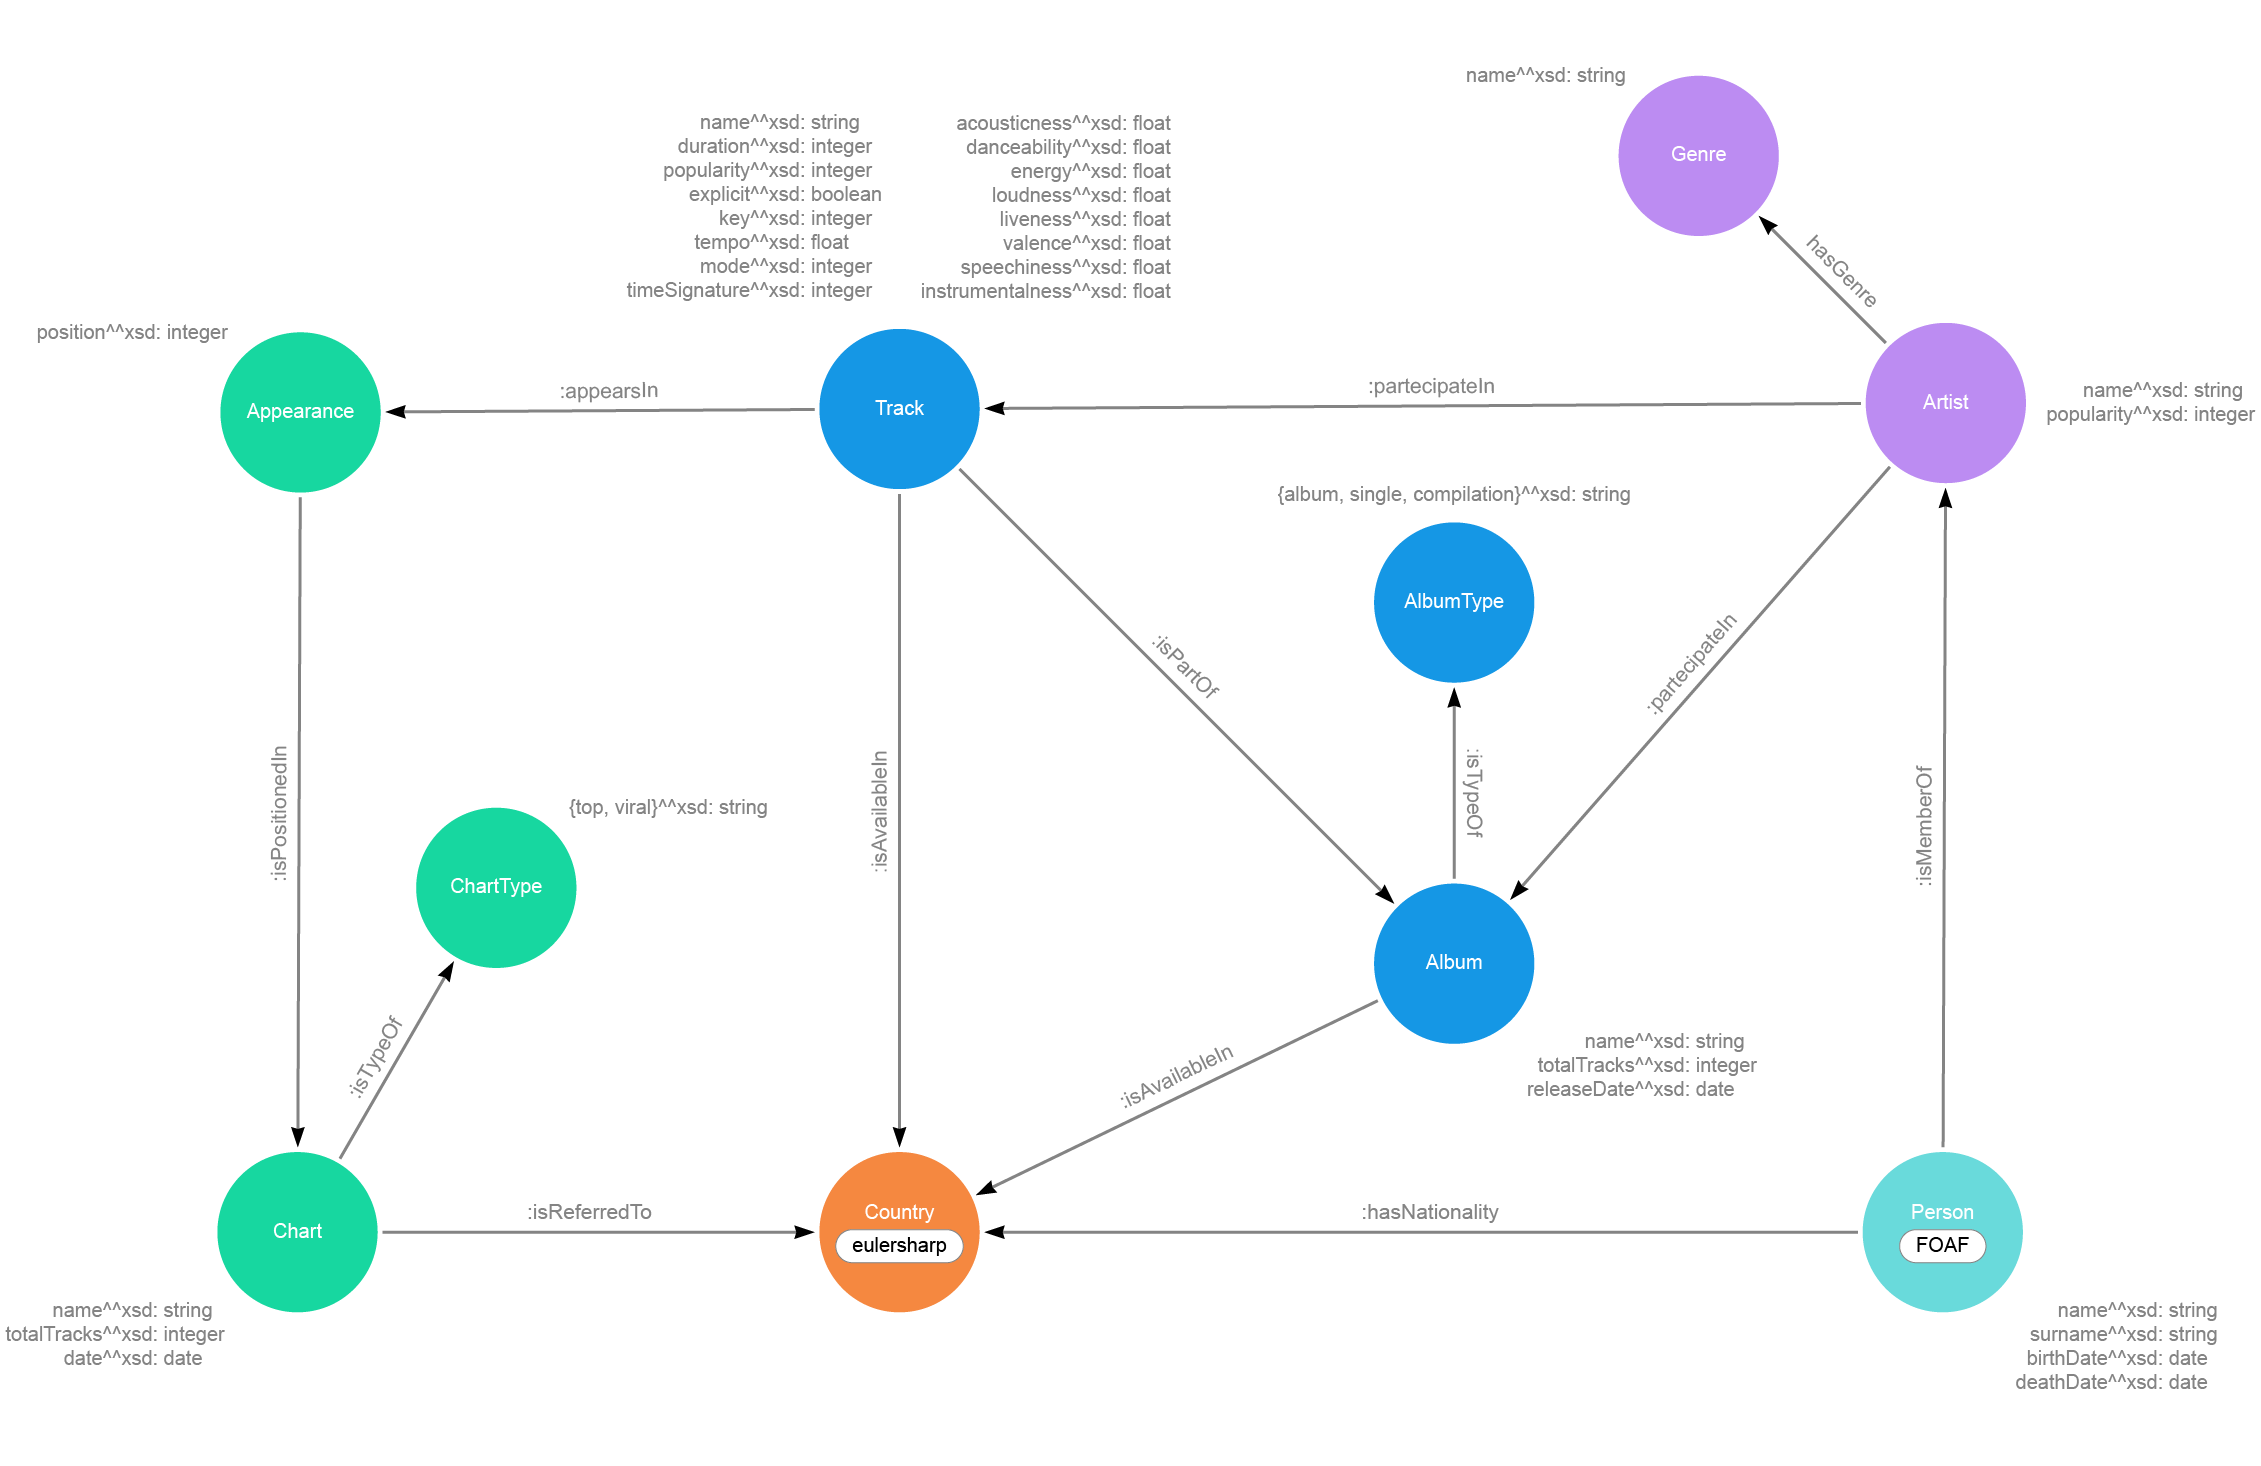 name^^xsd: string
Genre
hasGenre
name^^xsd: string
duration^^xsd: integer
popularity^^xsd: integer
explicit^^xsd: boolean
key^^xsd: integer
tempo^^xsd: float
mode^^xsd: integer
timeSignature^^xsd: integer
acousticness^^xsd: float
danceability^^xsd: float
energy^^xsd: float
loudness^^xsd: float
liveness^^xsd: float
valence^^xsd: float
speechiness^^xsd: float
instrumentalness^^xsd: float
position^^xsd: integer
Appearance
:appearsIn
Track
:partecipateIn
Artist
name^^xsd: string
popularity^^xsd: integer
{album, single, compilation}^^xsd: string
AlbumType
:isPartOf
:partecipateIn
:isTypeOf
:isPositionedIn
:isAvailableIn
:isMemberOf
{top, viral}^^xsd: string
ChartType
:isTypeOf
Album
name^^xsd: string
totalTracks^^xsd: integer
releaseDate^^xsd: date
:isAvailableIn
Chart
:isReferredTo
Country
eulersharp
:hasNationality
Person
FOAF
name^^xsd: string
totalTracks^^xsd: integer
date^^xsd: date
name^^xsd: string
surname^^xsd: string
birthDate^^xsd: date
deathDate^^xsd: date